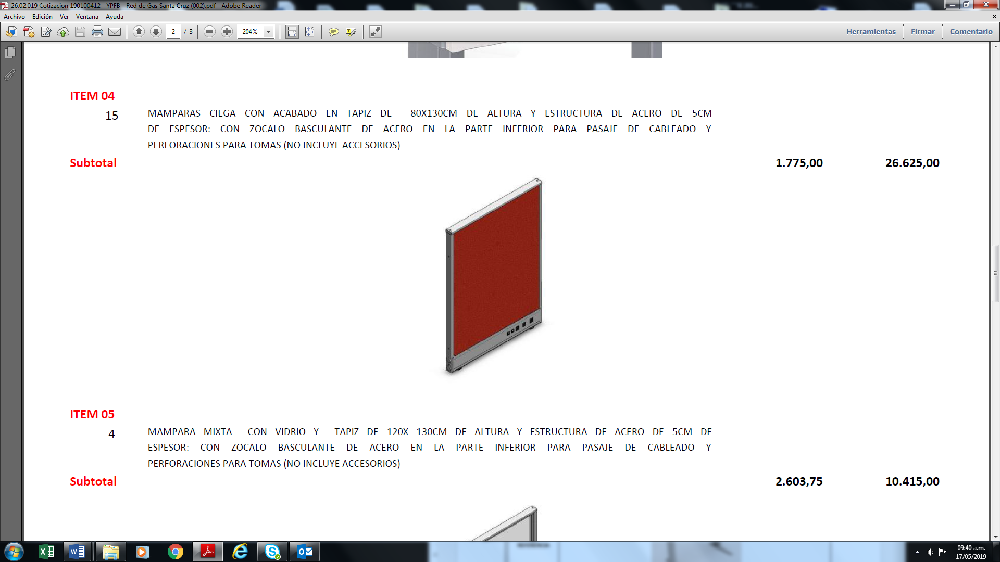 26.02.019 Cotizacion 190100412 - YPFB - Red de Gas Santa Cruz (002).pdf - Adobe Reader
Archivo Edición Ver Ventana Ayuda
2 / 3 204% Herramientas Firmar Comentario
ITEM 04
15 MAMPARAS CIEGA CON ACABADO EN TAPIZ DE 80X130CM DE ALTURA Y ESTRUCTURA DE ACERO DE 5CM
DE ESPESOR: CON ZOCALO BASCULANTE DE ACERO EN LA PARTE INFERIOR PARA PASAJE DE CABLEADO Y
PERFORACIONES PARA TOMAS (NO INCLUYE ACCESORIOS)
Subtotal 1.775,00 26.625,00
ITEM 05
4 MAMPARA MIXTA CON VIDRIO Y TAPIZ DE 120X 130CM DE ALTURA Y ESTRUCTURA DE ACERO DE 5CM DE
ESPESOR: CON ZOCALO BASCULANTE DE ACERO EN LA PARTE INFERIOR PARA PASAJE DE CABLEADO Y
PERFORACIONES PARA TOMAS (NO INCLUYE ACCESORIOS)
Subtotal 2.603,75 10.415,00
09:40 a.m.
17/05/2019